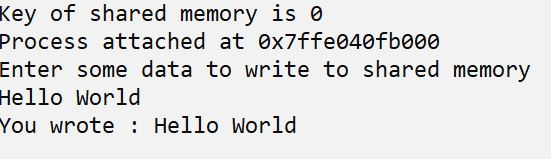 Key of shared memory is 0
Process attached at 0x7ffe040fb000
Enter some data to write to shared memory
Hello World
You wrote : Hello World